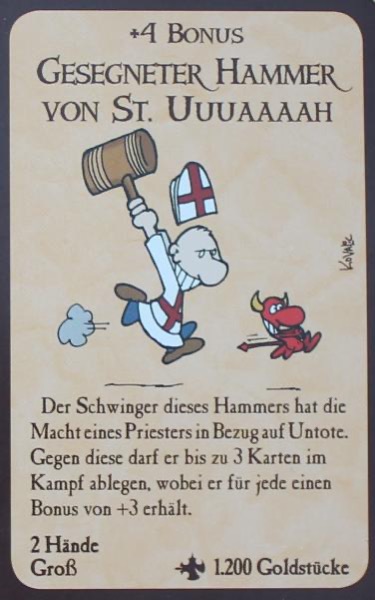 +4 Bonus
Gesegneter Hammer
von St. Uuuaaaah
Kovalic
Der Schwinger dieses Hammers hat die
Macht eines Priesters in Bezug auf Untote.
Gegen diese darf er bis zu 3 Karten im
Kampf ablegen, wobei er für jede einen
Bonus von +3 erhält.
2 Hände
Groß
1.200 Goldstücke